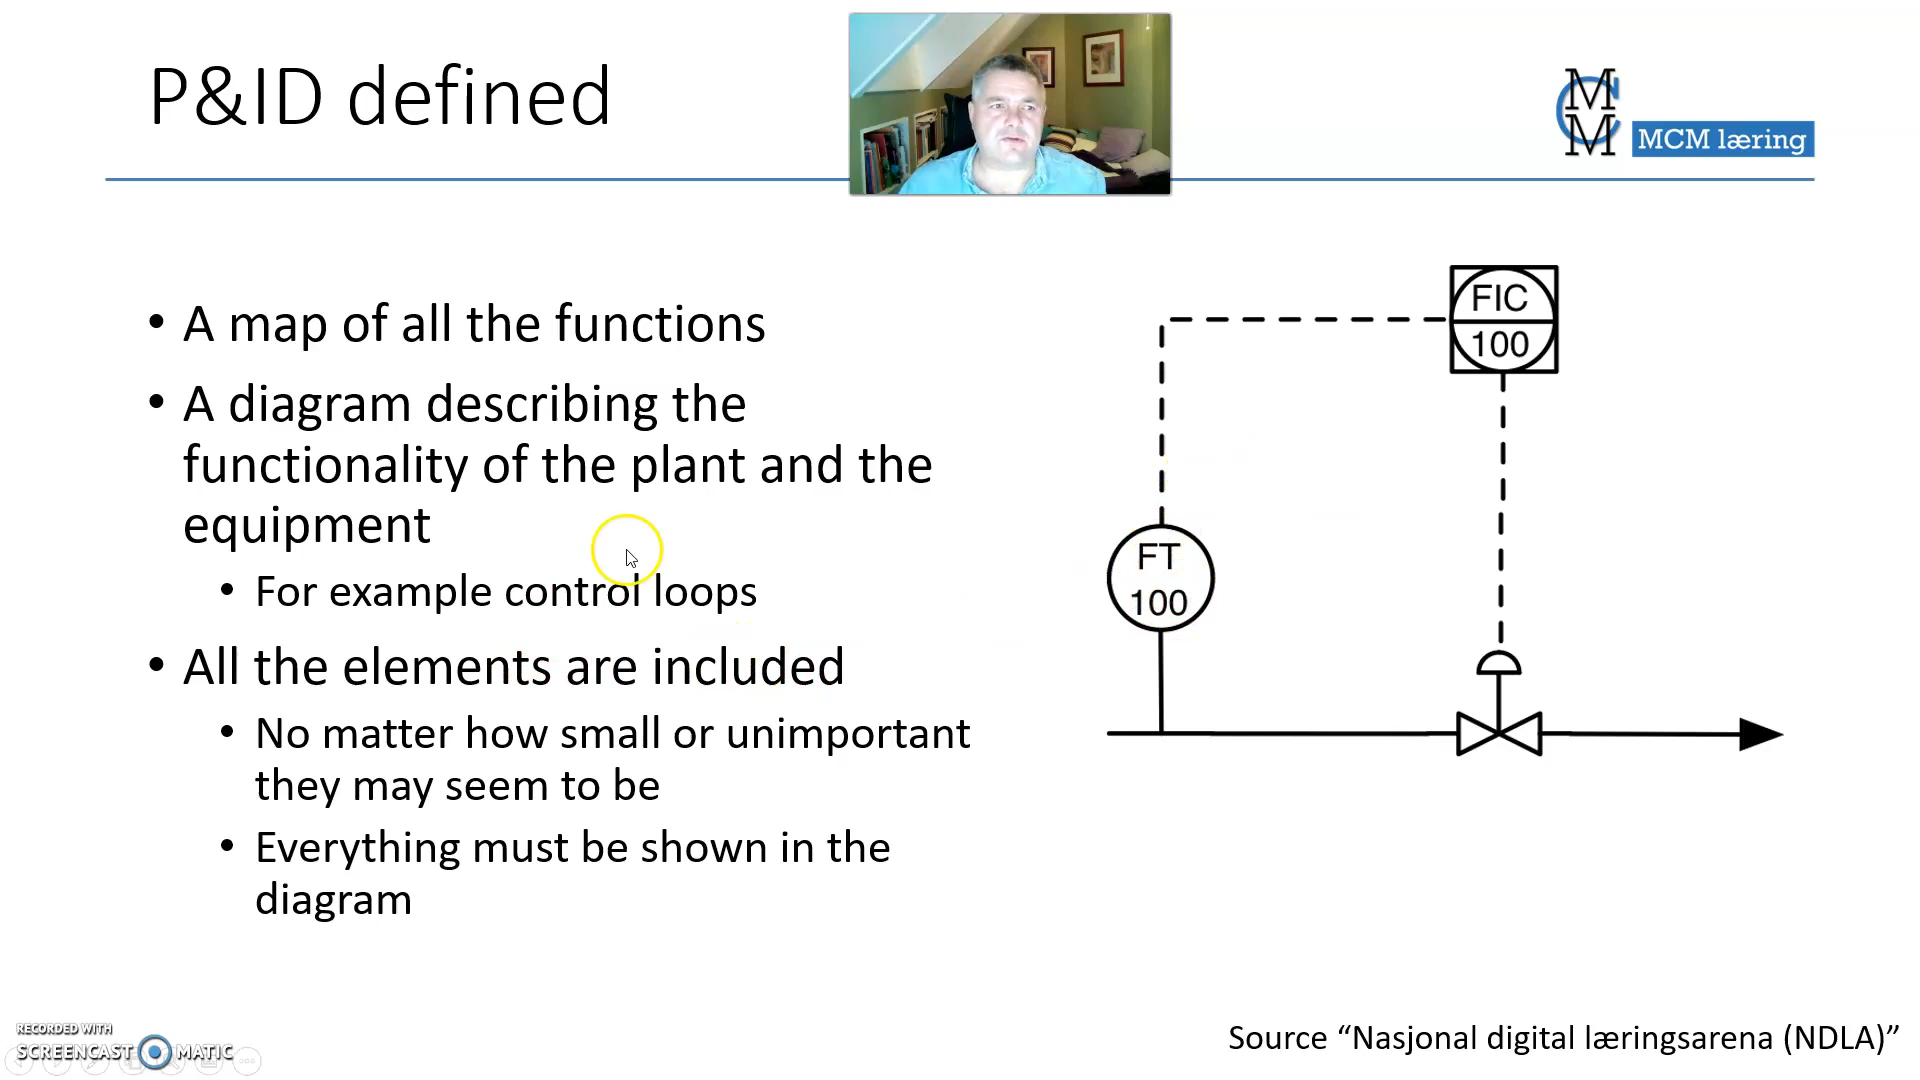 P&ID defined
MCM
MCM læring
• A map of all the functions
• A diagram describing the
functionality of the plant and the
equipment
• For example control loops
• All the elements are included
• No matter how small or unimportant
they may seem to be
• Everything must be shown in the
diagram
FIC
100
FT
100
Source “Nasjonal digital læringsarena (NDLA)”
RECORDED WITH
SCREENCAST MATIC